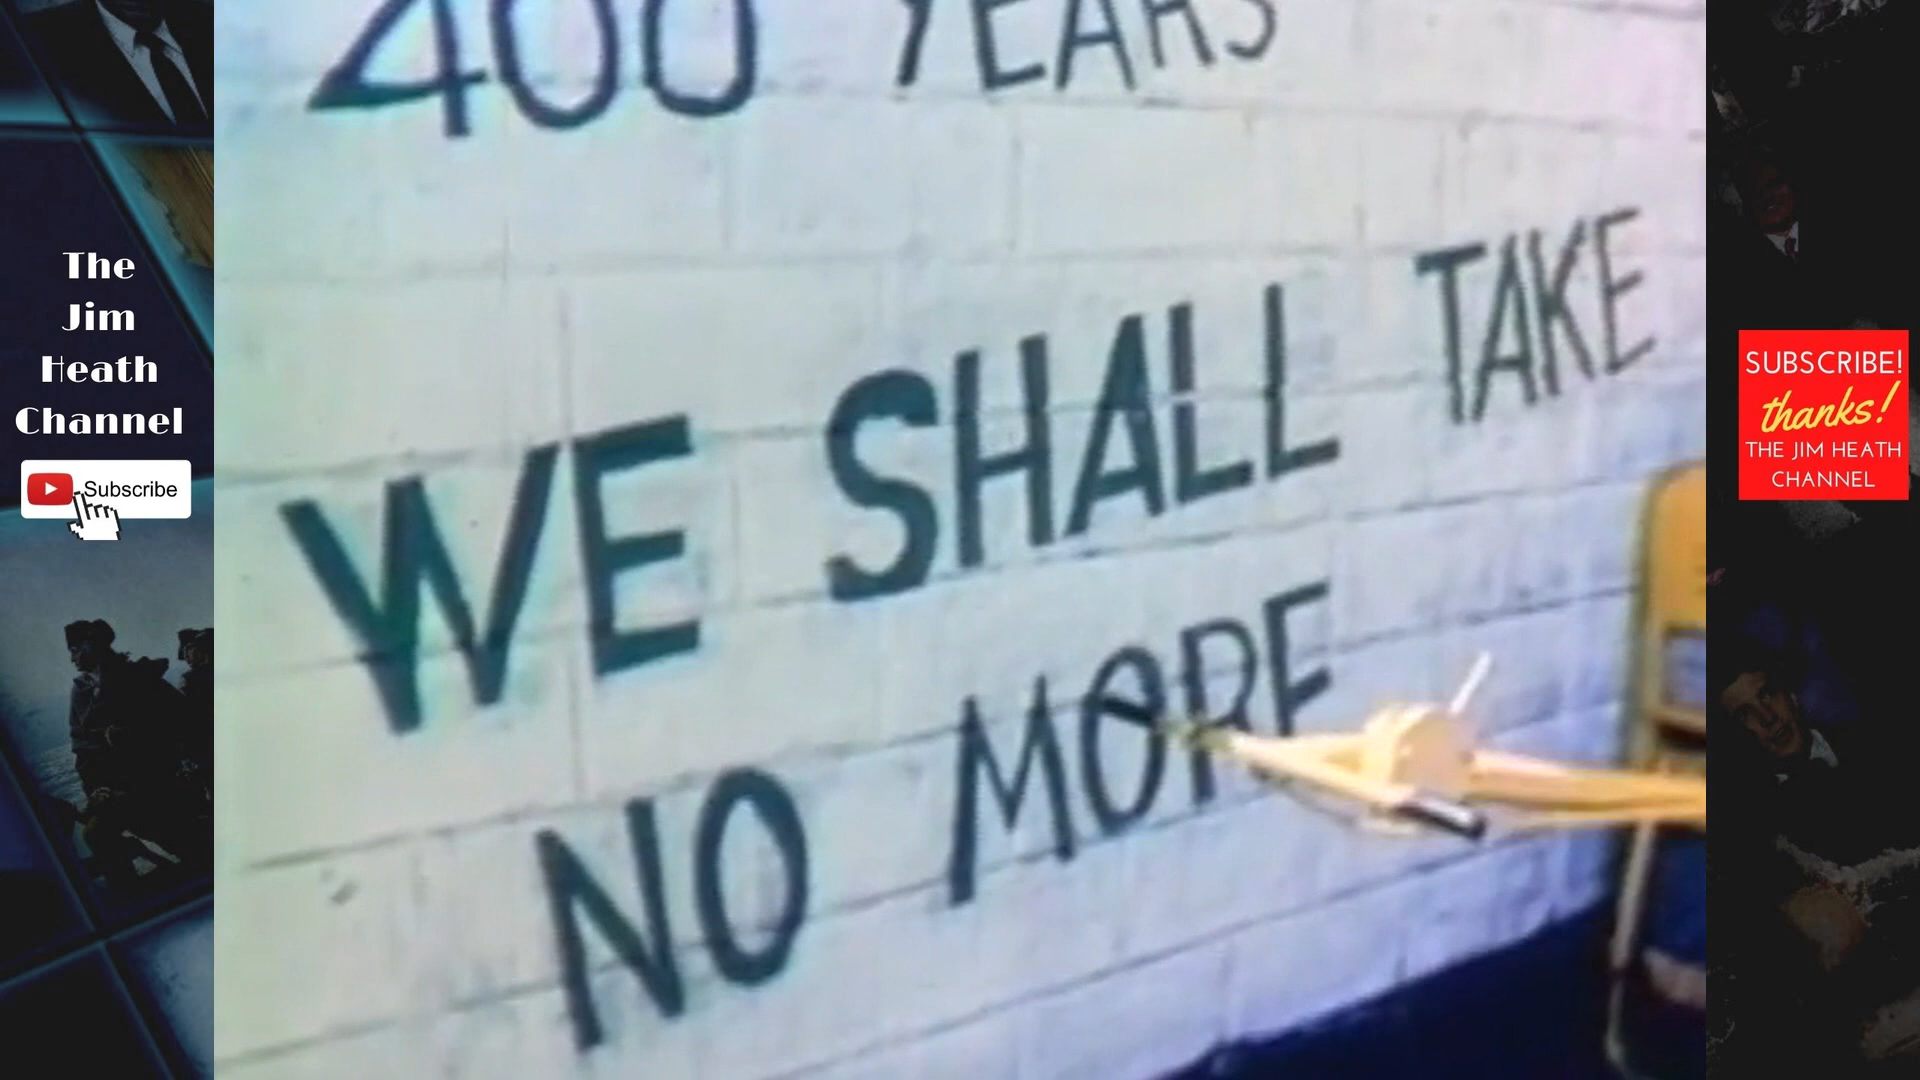 400 YEARS
WE SHALL TAKE
NO MORE
The
Jim
Heath
Channel
Subscribe
SUBSCRIBE!
thanks!
THE JIM HEATH
CHANNEL